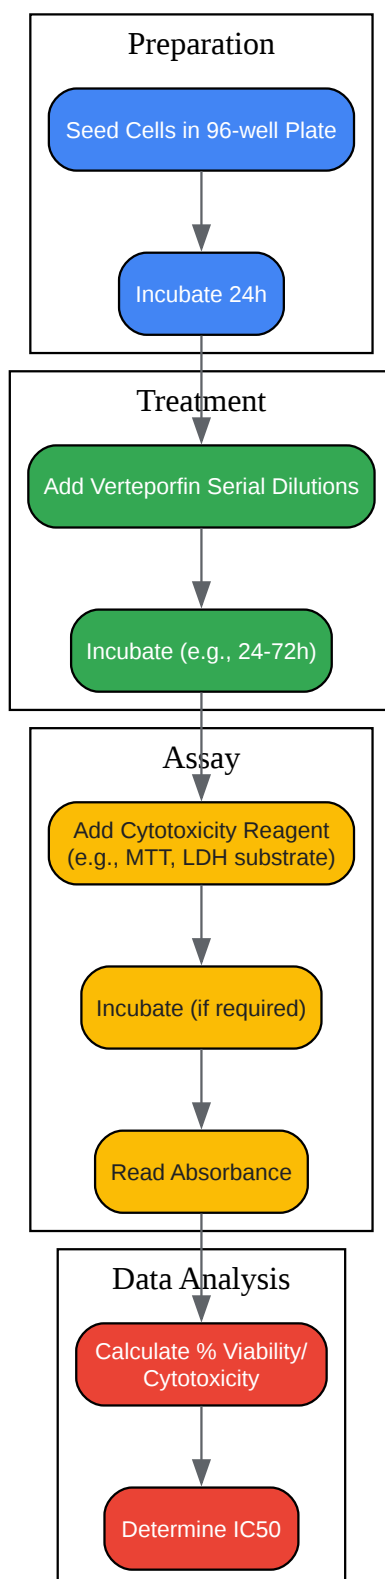 Preparation
Seed Cells in 96-well Plate
Incubate 24h
Treatment
Add Verteporfin Serial Dilutions
Incubate (e.g., 24-72h)
Assay
Add Cytotoxicity Reagent
(e.g., MTT, LDH substrate)
Incubate (if required)
Read Absorbance
Data Analysis
Calculate % Viability/
Cytotoxicity
Determine IC50